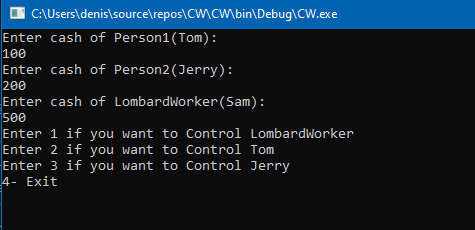 C:\Users\denis\source\repos\CW\CW\bin\Debug\CW.exe
Enter cash of Person1(Tom):
100
Enter cash of Person2(Jerry):
200
Enter cash of LombardWorker(Sam):
500
Enter 1 if you want to Control LombardWorker
Enter 2 if you want to Control Tom
Enter 3 if you want to Control Jerry
4- Exit